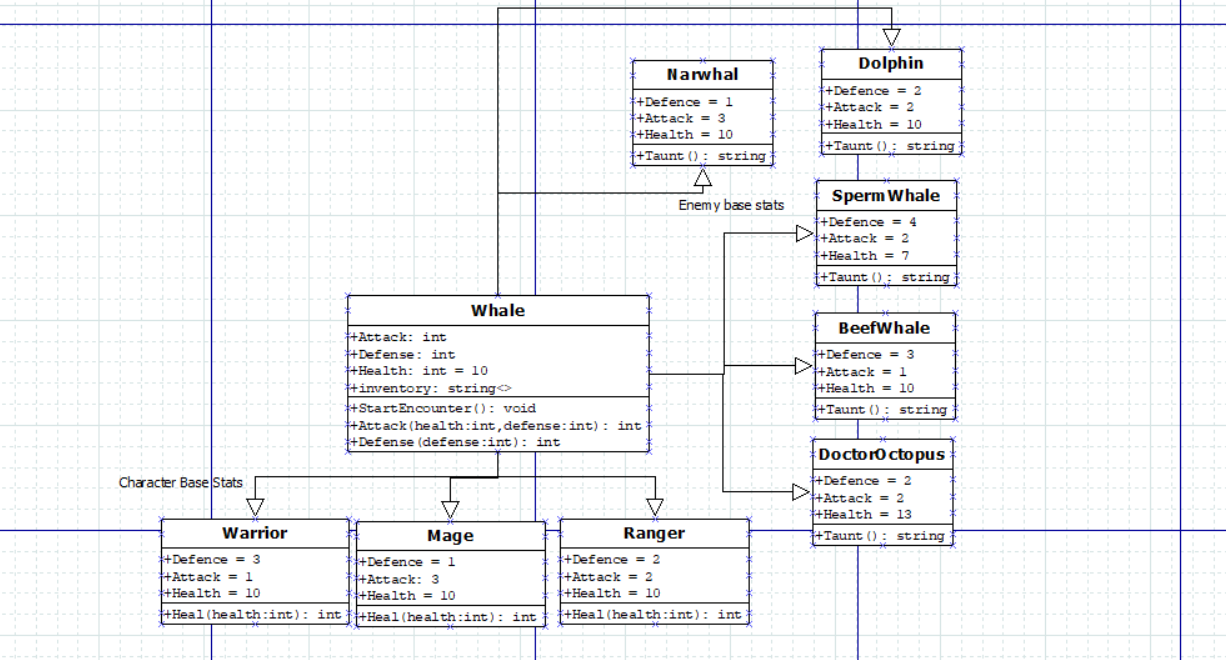 Dolphin
+Defence = 2
+Attack = 2
+Health = 10
+Taunt(): string
Narwhal
+Defence = 1
+Attack = 3
+Health = 10
+Taunt(): string
Enemy base stats
SpermWhale
+Defence = 4
+Attack = 2
+Health = 7
+Taunt(): string
Whale
+Attack: int
+Defense: int
+Health: int = 10
+inventory: string<>
+StartEncounter(): void
+Attack(health:int,defense:int): int
+Defense(defense:int): int
BeefWhale
+Defence = 3
+Attack = 1
+Health = 10
+Taunt(): string
DoctorOctopus
+Defence = 2
+Attack = 2
+Health = 13
+Taunt(): string
Character Base Stats
Warrior
+Defence = 3
+Attack = 1
+Health = 10
+Heal(health:int): int
Mage
+Defence = 1
+Attack: 3
+Health = 10
+Heal(health:int): int
Ranger
+Defence = 2
+Attack = 2
+Health = 10
+Heal(health:int): int